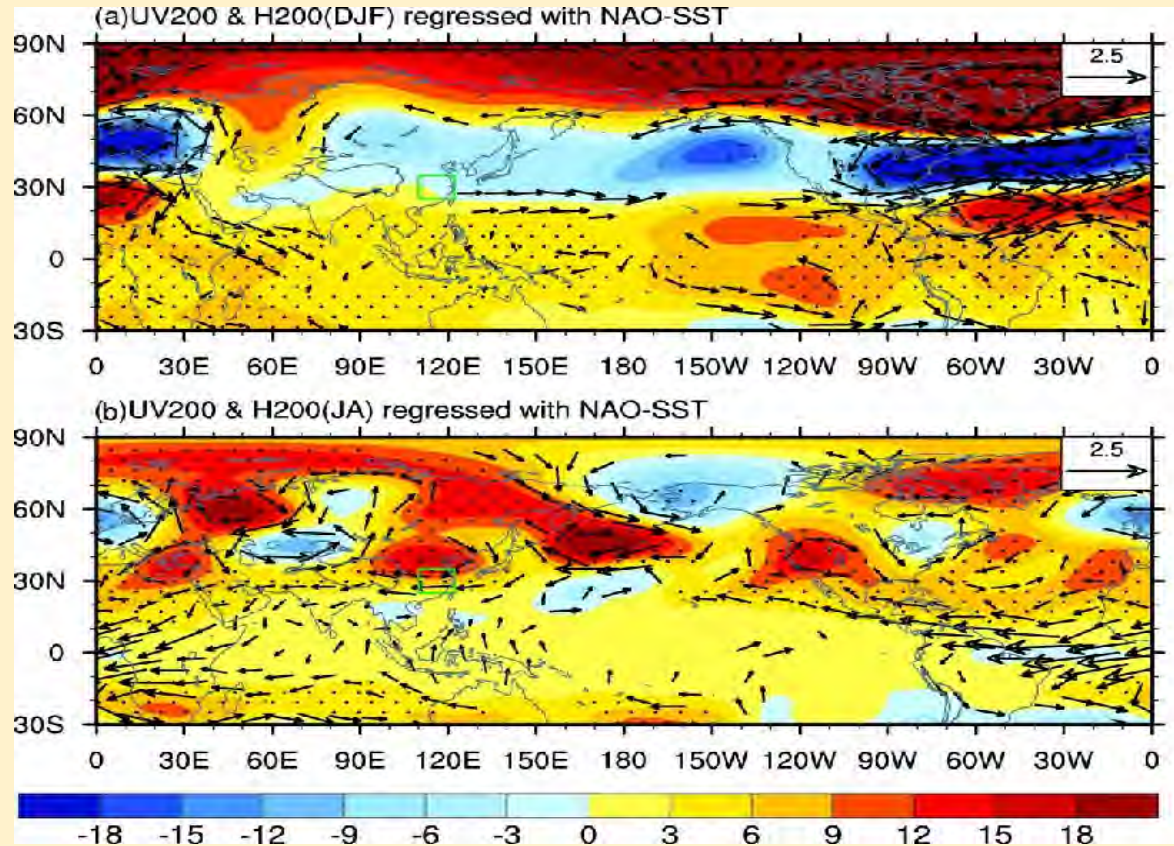 (a)UV200 & H200(DJF) regressed with NAO-SST
2.5
90N
60N
30N
0
30S
0 30E 60E 90E 120E 150E 180 150W 120W 90W 60W 30W 0
(b)UV200 & H200(JA) regressed with NAO-SST
2.5
90N
60N
30N
0
30S
0 30E 60E 90E 120E 150E 180 150W 120W 90W 60W 30W 0
-18 -15 -12 -9 -6 -3 0 3 6 9 12 15 18